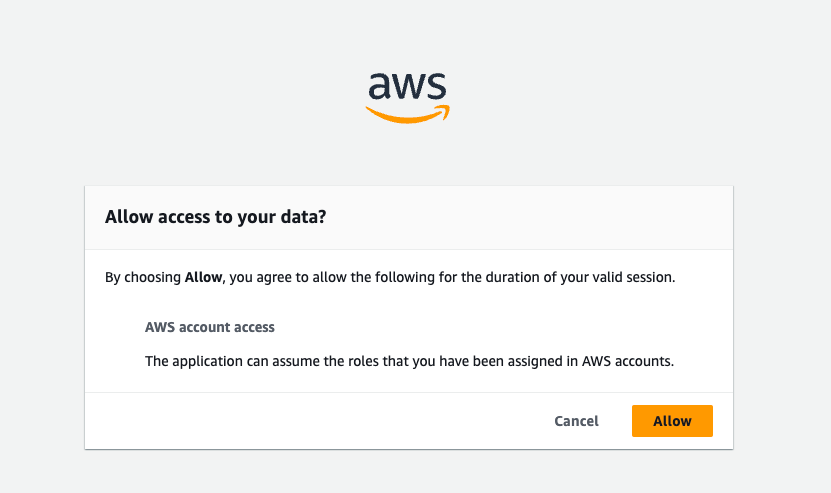 aws
Allow access to your data?
By choosing Allow, you agree to allow the following for the duration of your valid session.
AWS account access
The application can assume the roles that you have been assigned in AWS accounts.
Cancel Allow